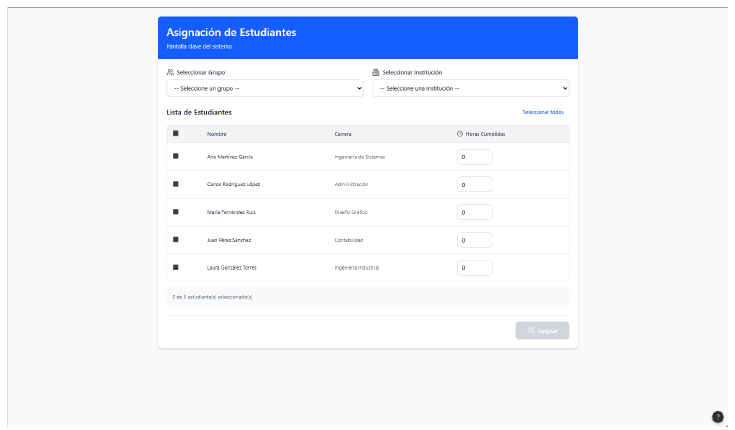 Asignación de Estudiantes
Pantalla clave del sistema
Seleccionar Grupo
Seleccionar Institución
-- Seleccione un grupo --
-- Seleccione una institución --
Lista de Estudiantes
Seleccionar todos
Nombre Carrera Horas Cumplidas
Ana Martínez García Ingeniería de Sistemas 0
Carlos Rodríguez López Administración 0
María Fernández Ruiz Diseño Gráfico 0
Juan Pérez Sánchez Contabilidad 0
Laura González Torres Ingeniería Industrial 0
0 de 5 estudiante(s) seleccionado(s)
Asignar
?